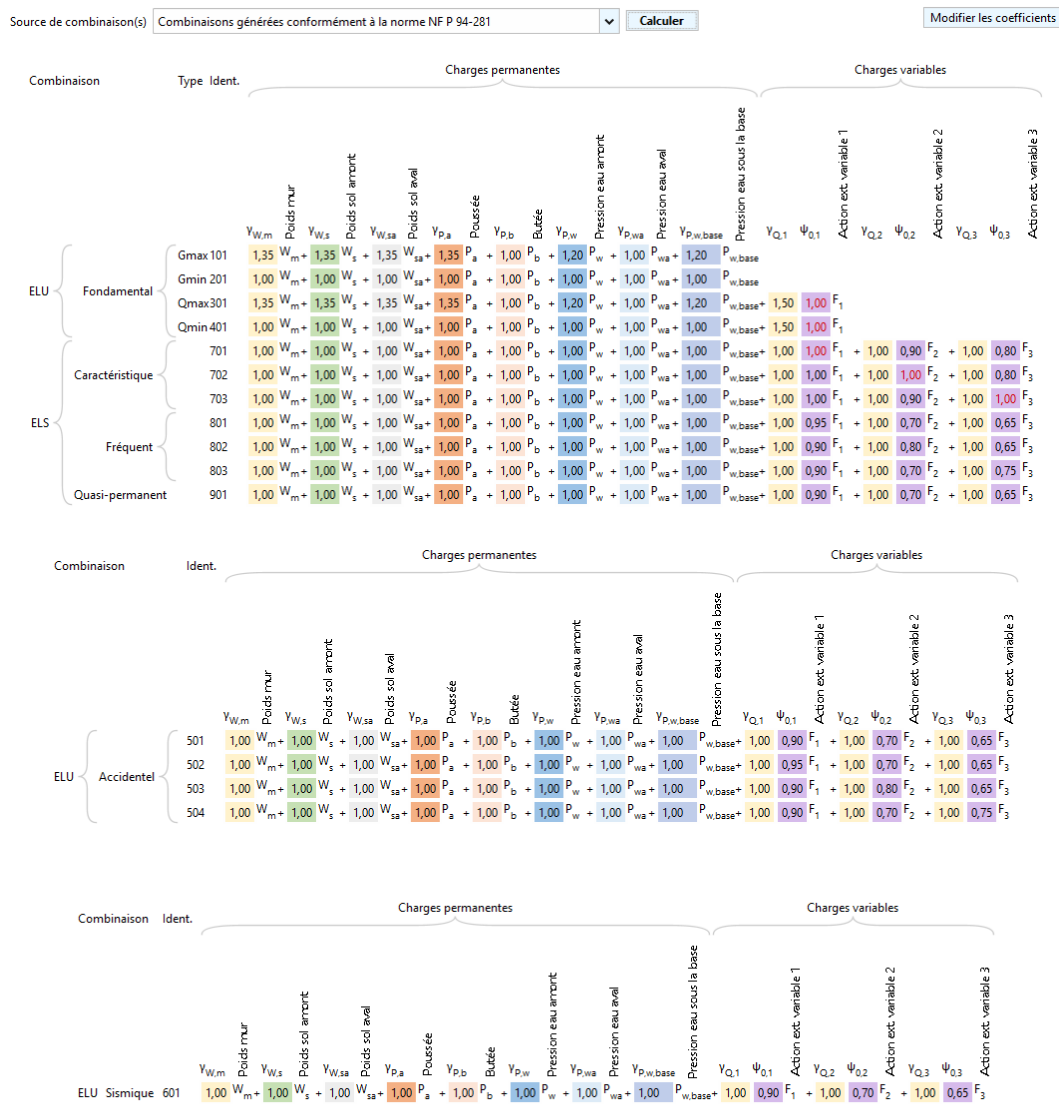 Source de combinaison(s) Combinaisons générées conformément à la norme NF P 94-281 Calculer Modifier les coefficients
Combinaison Type Ident. Charges permanentes Charges variables
Poids mur Poids sol amont Poids sol aval Poussée Butée Pression eau amont Pression eau aval Pression eau sous la base Action ext. variable 1 Action ext. variable 2 Action ext. variable 3
γW,m γW,s γW,sa γP,a γP,b γP,w γP,wa γP,w,base γQ,1 ψ0,1 γQ,2 ψ0,2 γQ,3 ψ0,3
Gmax 101 1,35 Wm + 1,35 Ws + 1,35 Wsa + 1,35 Pa + 1,00 Pb + 1,20 Pw + 1,00 Pwa + 1,20 Pw,base
ELU Fondamental Gmin 201 1,00 Wm + 1,00 Ws + 1,00 Wsa + 1,00 Pa + 1,00 Pb + 1,00 Pw + 1,00 Pwa + 1,00 Pw,base
Qmax 301 1,35 Wm + 1,35 Ws + 1,35 Wsa + 1,35 Pa + 1,00 Pb + 1,20 Pw + 1,00 Pwa + 1,20 Pw,base + 1,50 1,00 F1
Qmin 401 1,00 Wm + 1,00 Ws + 1,00 Wsa + 1,00 Pa + 1,00 Pb + 1,00 Pw + 1,00 Pwa + 1,00 Pw,base + 1,50 1,00 F1
701 1,00 Wm + 1,00 Ws + 1,00 Wsa + 1,00 Pa + 1,00 Pb + 1,00 Pw + 1,00 Pwa + 1,00 Pw,base + 1,00 1,00 F1 + 1,00 0,90 F2 + 1,00 0,80 F3
Caractéristique 702 1,00 Wm + 1,00 Ws + 1,00 Wsa + 1,00 Pa + 1,00 Pb + 1,00 Pw + 1,00 Pwa + 1,00 Pw,base + 1,00 1,00 F1 + 1,00 1,00 F2 + 1,00 0,80 F3
703 1,00 Wm + 1,00 Ws + 1,00 Wsa + 1,00 Pa + 1,00 Pb + 1,00 Pw + 1,00 Pwa + 1,00 Pw,base + 1,00 1,00 F1 + 1,00 0,90 F2 + 1,00 1,00 F3
ELS 801 1,00 Wm + 1,00 Ws + 1,00 Wsa + 1,00 Pa + 1,00 Pb + 1,00 Pw + 1,00 Pwa + 1,00 Pw,base + 1,00 0,95 F1 + 1,00 0,70 F2 + 1,00 0,65 F3
Fréquent 802 1,00 Wm + 1,00 Ws + 1,00 Wsa + 1,00 Pa + 1,00 Pb + 1,00 Pw + 1,00 Pwa + 1,00 Pw,base + 1,00 0,90 F1 + 1,00 0,80 F2 + 1,00 0,65 F3
803 1,00 Wm + 1,00 Ws + 1,00 Wsa + 1,00 Pa + 1,00 Pb + 1,00 Pw + 1,00 Pwa + 1,00 Pw,base + 1,00 0,90 F1 + 1,00 0,70 F2 + 1,00 0,75 F3
Quasi-permanent 901 1,00 Wm + 1,00 Ws + 1,00 Wsa + 1,00 Pa + 1,00 Pb + 1,00 Pw + 1,00 Pwa + 1,00 Pw,base + 1,00 0,90 F1 + 1,00 0,70 F2 + 1,00 0,65 F3
Combinaison Ident. Charges permanentes Charges variables
Poids mur Poids sol amont Poids sol aval Poussée Butée Pression eau amont Pression eau aval Pression eau sous la base Action ext. variable 1 Action ext. variable 2 Action ext. variable 3
γW,m γW,s γW,sa γP,a γP,b γP,w γP,wa γP,w,base γQ,1 ψ0,1 γQ,2 ψ0,2 γQ,3 ψ0,3
501 1,00 Wm + 1,00 Ws + 1,00 Wsa + 1,00 Pa + 1,00 Pb + 1,00 Pw + 1,00 Pwa + 1,00 Pw,base + 1,00 0,90 F1 + 1,00 0,70 F2 + 1,00 0,65 F3
502 1,00 Wm + 1,00 Ws + 1,00 Wsa + 1,00 Pa + 1,00 Pb + 1,00 Pw + 1,00 Pwa + 1,00 Pw,base + 1,00 0,95 F1 + 1,00 0,70 F2 + 1,00 0,65 F3
ELU Accidentel
503 1,00 Wm + 1,00 Ws + 1,00 Wsa + 1,00 Pa + 1,00 Pb + 1,00 Pw + 1,00 Pwa + 1,00 Pw,base + 1,00 0,90 F1 + 1,00 0,80 F2 + 1,00 0,65 F3
504 1,00 Wm + 1,00 Ws + 1,00 Wsa + 1,00 Pa + 1,00 Pb + 1,00 Pw + 1,00 Pwa + 1,00 Pw,base + 1,00 0,90 F1 + 1,00 0,70 F2 + 1,00 0,75 F3
Combinaison Ident. Charges permanentes Charges variables
Poids mur Poids sol amont Poids sol aval Poussée Butée Pression eau amont Pression eau aval Pression eau sous la base Action ext. variable 1 Action ext. variable 2 Action ext. variable 3
γW,m γW,s γW,sa γP,a γP,b γP,w γP,wa γP,w,base γQ,1 ψ0,1 γQ,2 ψ0,2 γQ,3 ψ0,3
ELU Sismique 601 1,00 Wm + 1,00 Ws + 1,00 Wsa + 1,00 Pa + 1,00 Pb + 1,00 Pw + 1,00 Pwa + 1,00 Pw,base + 1,00 0,90 F1 + 1,00 0,70 F2 + 1,00 0,65 F3